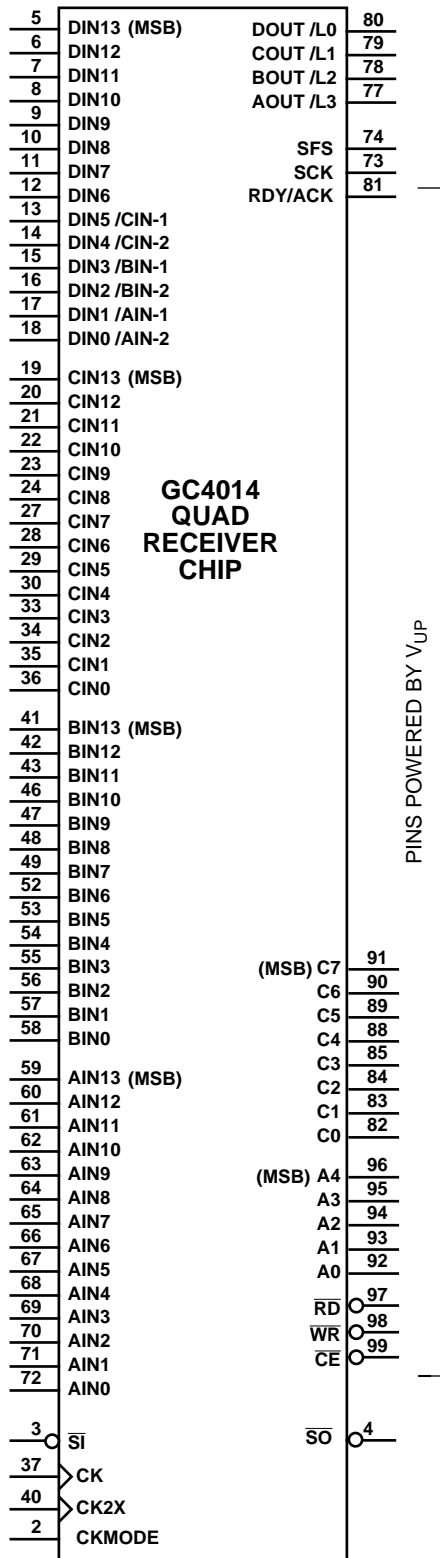 5 DIN13 (MSB) DOUT /L0 80
6 DIN12 COUT /L1 79
7 DIN11 BOUT /L2 78
8 DIN10 AOUT /L3 77
9 DIN9
10 DIN8 SFS 74
11 DIN7 SCK 73
12 DIN6 RDY/ACK 81
13 DIN5 /CIN-1
14 DIN4 /CIN-2
15 DIN3 /BIN-1
16 DIN2 /BIN-2
17 DIN1 /AIN-1
18 DIN0 /AIN-2
19 CIN13 (MSB)
20 CIN12
21 CIN11
22 CIN10
23 CIN9
24 CIN8
27 CIN7
28 CIN6
29 CIN5
30 CIN4
33 CIN3
34 CIN2
35 CIN1
36 CIN0
GC4014
QUAD
RECEIVER
CHIP
PINS POWERED BY VUP
41 BIN13 (MSB)
42 BIN12
43 BIN11
46 BIN10
47 BIN9
48 BIN8
49 BIN7
52 BIN6
53 BIN5
54 BIN4
55 BIN3 (MSB) C7 91
56 BIN2 C6 90
57 BIN1 C5 89
58 BIN0 C4 88
C3 85
59 AIN13 (MSB) C2 84
60 AIN12 C1 83
61 AIN11 C0 82
62 AIN10
63 AIN9 (MSB) A4 96
64 AIN8 A3 95
65 AIN7 A2 94
66 AIN6 A1 93
67 AIN5 A0 92
68 AIN4
69 AIN3 RD 97
70 AIN2 WR 98
71 AIN1 CE 99
72 AIN0
3 SI SO 4
37 CK
40 CK2X
2 CKMODE